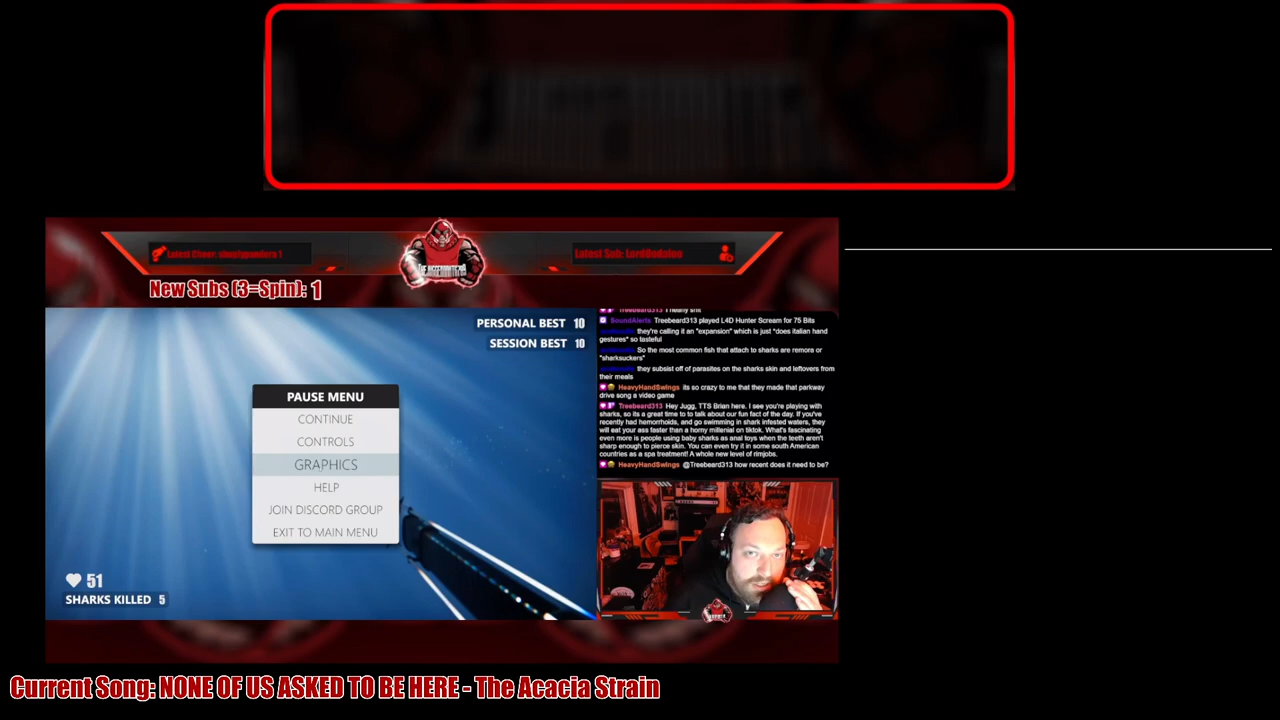 Latest Cheer: simplypandora 1
Latest Sub: LordUodaloo
New Subs (3=Spin): 1
PERSONAL BEST 10
SESSION BEST 10
PAUSE MENU
CONTINUE
CONTROLS
GRAPHICS
HELP
JOIN DISCORD GROUP
EXIT TO MAIN MENU
51
SHARKS KILLED 5
SoundAlerts Treebeard313 played L4D Hunter Scream for 75 Bits
they're calling it an "expansion" which is just *does italian hand
gestures* so tasteful
So the most common fish that attach to sharks are remora or
"sharksuckers"
they subsist off of parasites on the sharks skin and leftovers from
their meals
HeavyHandSwings its so crazy to me that they made that parkway
drive song a video game
Treebeard313 Hey Jugg, TTS Brian here. I see you're playing with
sharks, so its a great time to to talk about our fun fact of the day. If you've
recently had hemorrhoids, and go swimming in shark infested waters, they
will eat your ass faster than a horny millenial on tiktok. What's fascinating
even more is people using baby sharks as anal toys when the teeth aren't
sharp enough to pierce skin. You can even try it in some south American
countries as a spa treatment! A whole new level of rimjobs.
HeavyHandSwings @Treebeard313 how recent does it need to be?
Current Song: NONE OF US ASKED TO BE HERE - The Acacia Strain